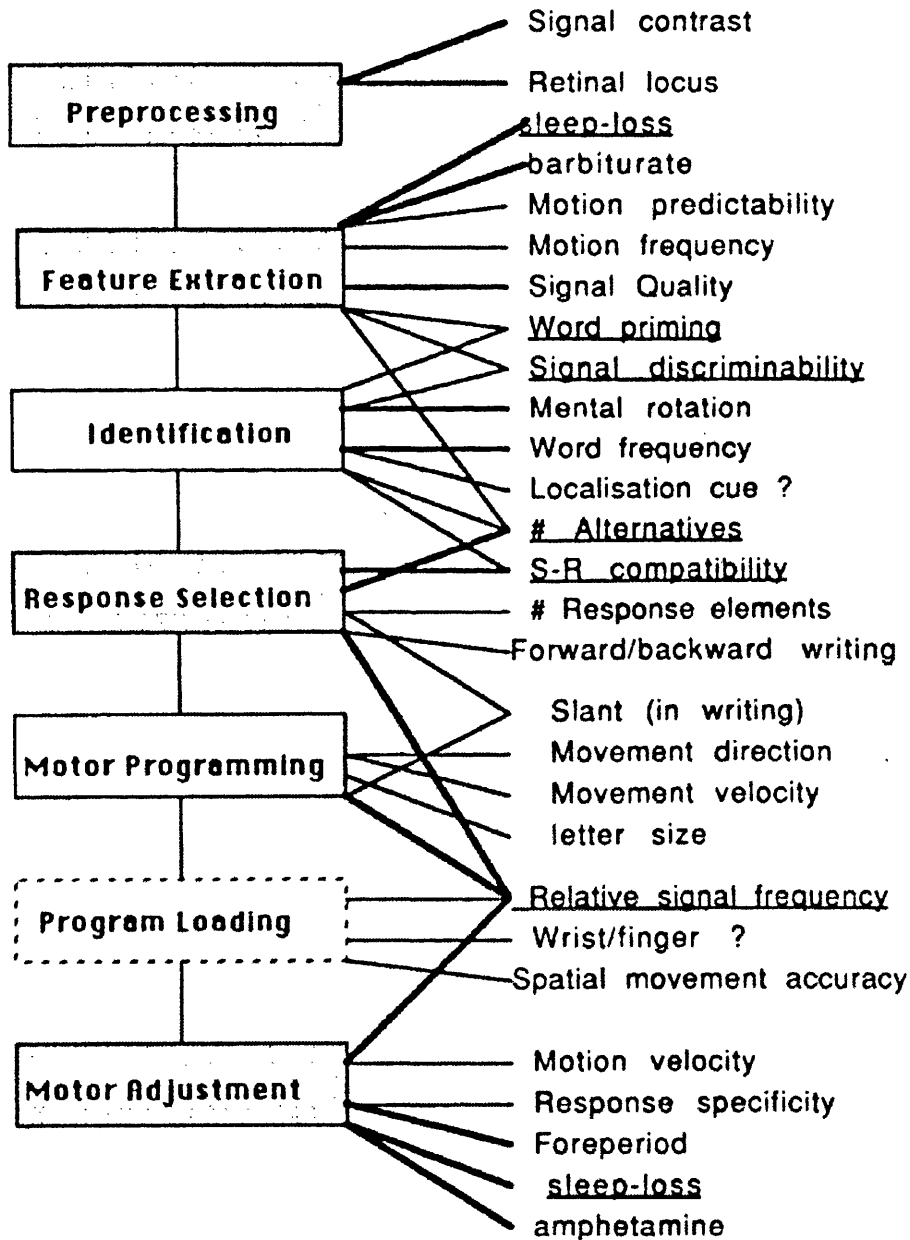 Signal contrast
Preprocessing
Retinal locus
sleep-loss
barbiturate
Motion predictability
Motion frequency
Feature Extraction
Signal Quality
Word priming
Signal discriminability
Mental rotation
Identification
Word frequency
Localisation cue ?
# Alternatives
S-R compatibility
Response Selection
# Response elements
Forward/backward writing
Slant (in writing)
Movement direction
Motor Programming
Movement velocity
letter size
Relative signal frequency
Program Loading
Wrist/finger ?
Spatial movement accuracy
Motion velocity
Motor Adjustment
Response specificity
Foreperiod
sleep-loss
amphetamine